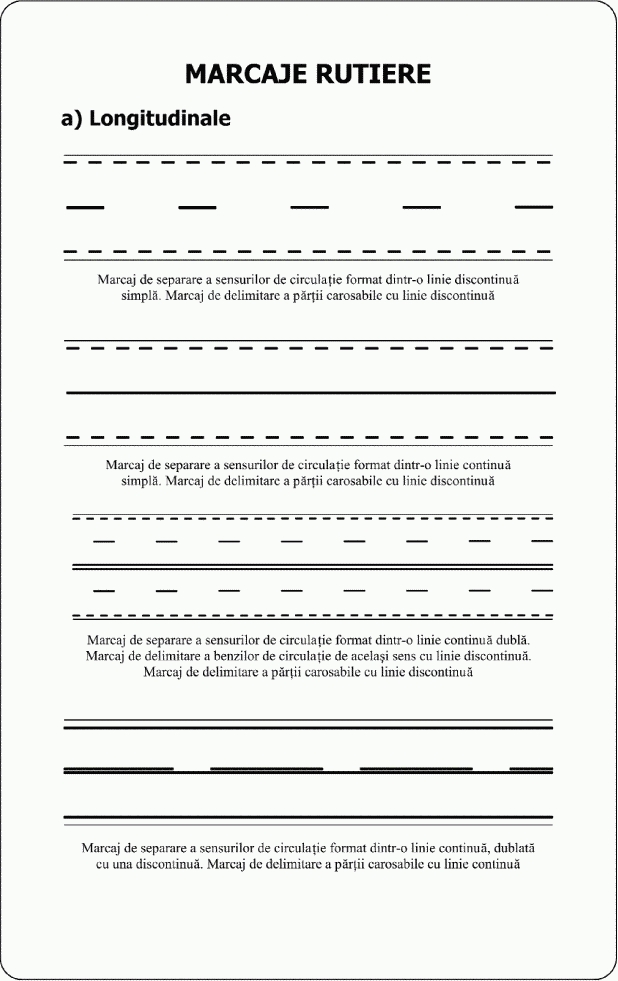 MARCAJE RUTIERE
a) Longitudinale
Marcaj de separare a sensurilor de circulație format dintr-o linie discontinuă
simplă. Marcaj de delimitare a părții carosabile cu linie discontinuă
Marcaj de separare a sensurilor de circulație format dintr-o linie continuă
simplă. Marcaj de delimitare a părții carosabile cu linie discontinuă
Marcaj de separare a sensurilor de circulație format dintr-o linie continuă dublă.
Marcaj de delimitare a benzilor de circulație de același sens cu linie discontinuă.
Marcaj de delimitare a părții carosabile cu linie discontinuă
Marcaj de separare a sensurilor de circulație format dintr-o linie continuă, dublată
cu una discontinuă. Marcaj de delimitare a părții carosabile cu linie continuă